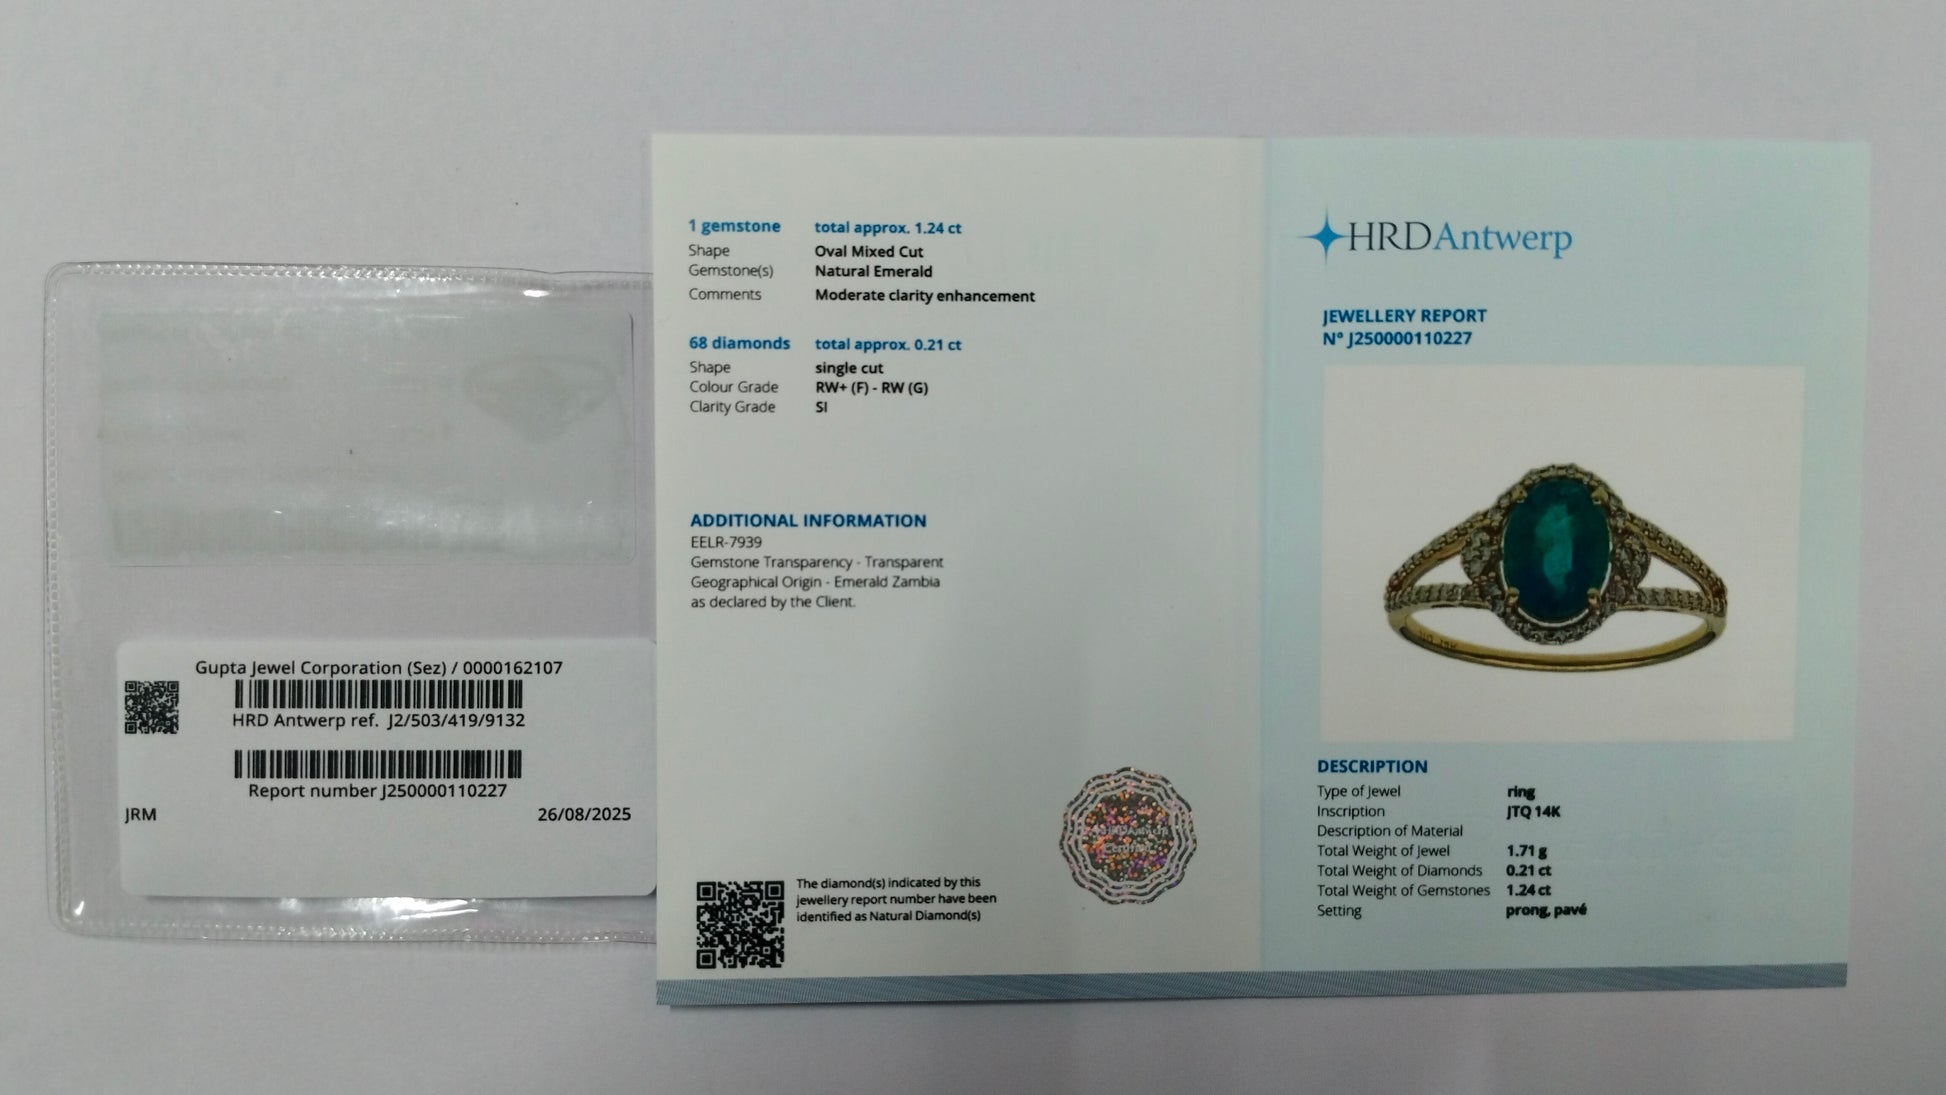 Gupta Jewel Corporation (Sez) / 0000162107
HRD Antwerp ref. J2/503/419/9132
Report number J250000110227
JRM 26/08/2025
1 gemstone total approx. 1.24 ct
Shape Oval Mixed Cut
Gemstone(s) Natural Emerald
Comments Moderate clarity enhancement
68 diamonds total approx. 0.21 ct
Shape single cut
Colour Grade RW+ (F) - RW (G)
Clarity Grade SI
ADDITIONAL INFORMATION
EELR-7939
Gemstone Transparency - Transparent
Geographical Origin - Emerald Zambia
as declared by the Client.
The diamond(s) indicated by this
jewellery report number have been
identified as Natural Diamond(s)
HRD Antwerp
HRDAntwerp
JEWELLERY REPORT
N° J250000110227
DESCRIPTION
Type of Jewel ring
Inscription JTQ 14K
Description of Material
Total Weight of Jewel 1.71 g
Total Weight of Diamonds 0.21 ct
Total Weight of Gemstones 1.24 ct
Setting prong, pavé